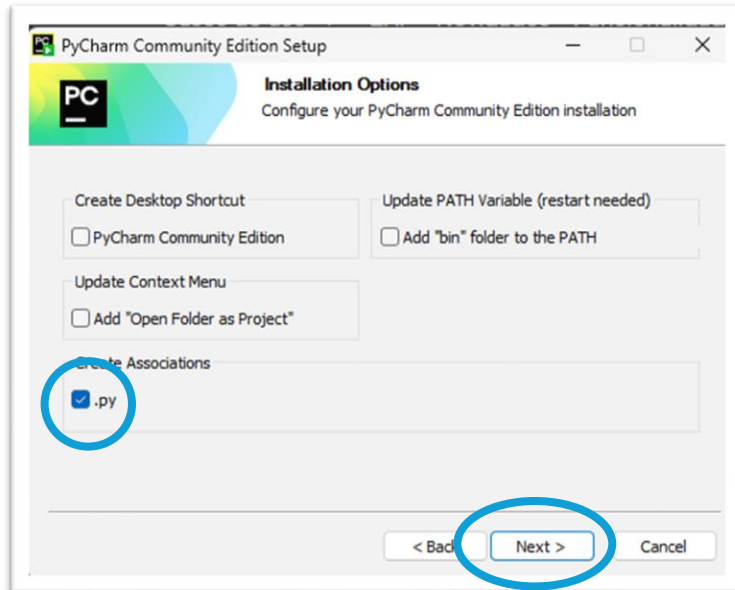 PyCharm Community Edition Setup
PC
Installation Options
Configure your PyCharm Community Edition installation
Create Desktop Shortcut
PyCharm Community Edition
Update PATH Variable (restart needed)
Add "bin" folder to the PATH
Update Context Menu
Add "Open Folder as Project"
Create Associations
.py
< Back
Next >
Cancel